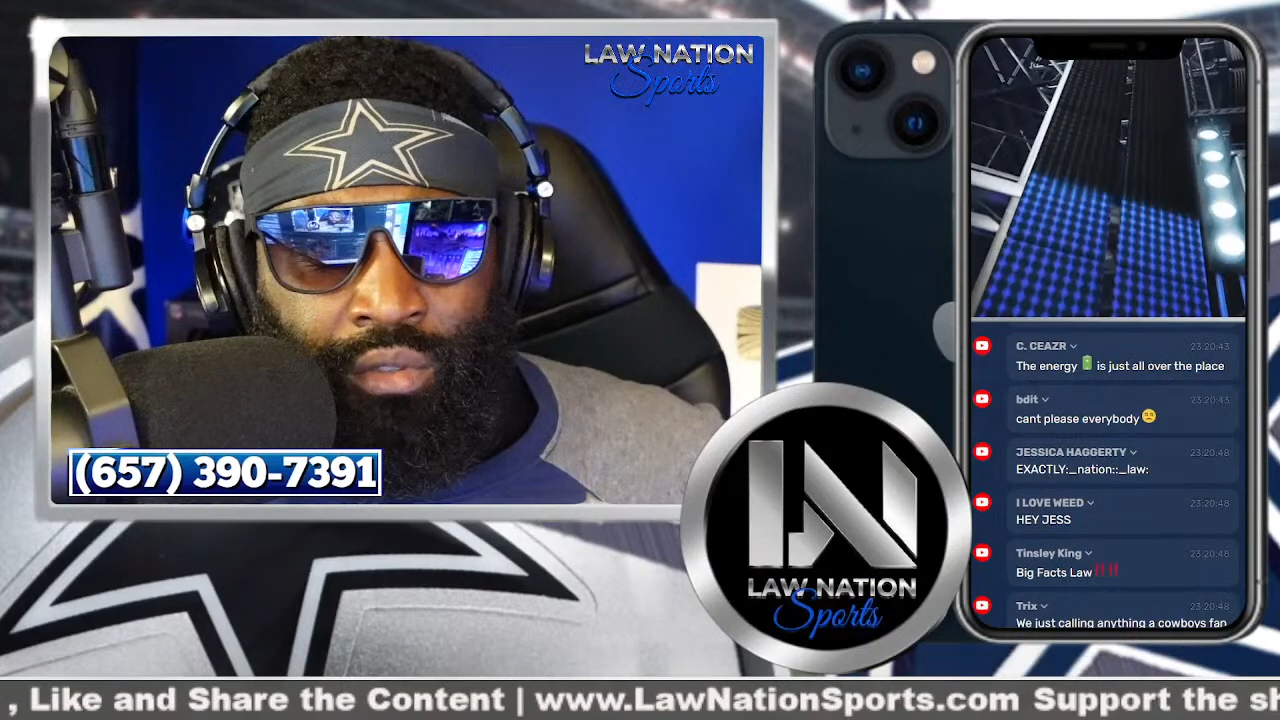 LAW NATION
Sports
(657) 390-7391
LAW NATION
Sports
C. CEAZR
23:20:43
The energy 🔋 is just all over the place
bdit
23:20:43
cant please everybody 😒
JESSICA HAGGERTY
23:20:48
EXACTLY:_nation::_law:
I LOVE WEED
23:20:48
HEY JESS
Tinsley King
23:20:48
Big Facts Law‼️‼️
Trix
23:20:48
We just calling anything a cowboys fan
, Like and Share the Content | www.LawNationSports.com Support the sh